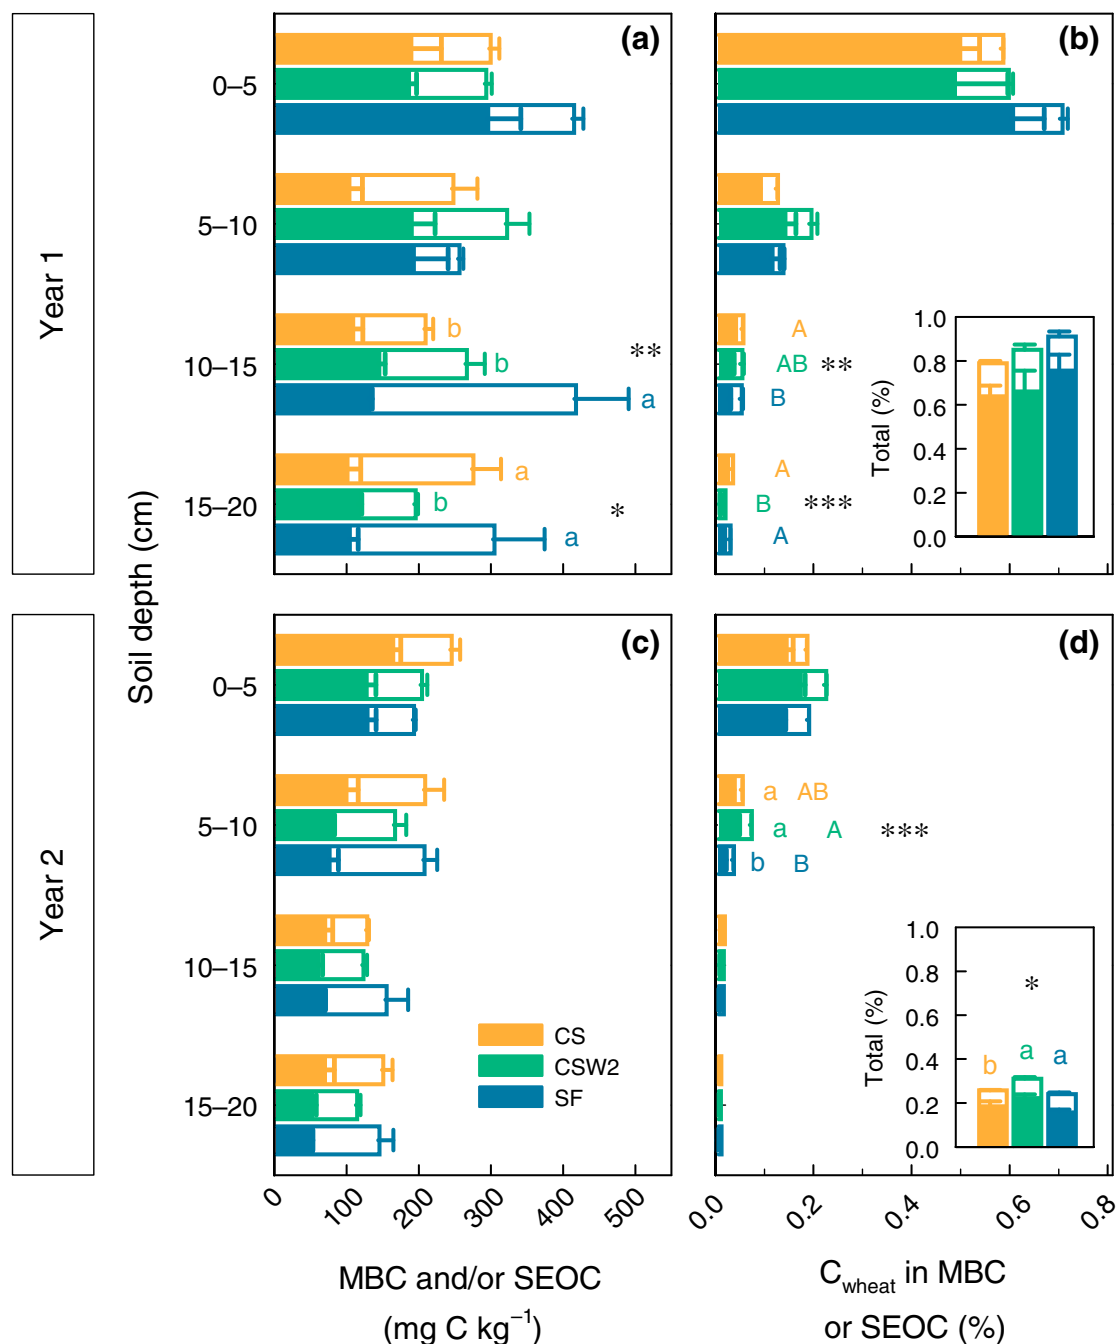 (a)
(b)
0–5
5–10
b
A
10–15
b
**
AB
**
a
B
a
A
15–20
b
*
B
***
a
A
1.0
0.8
0.6
0.4
0.2
0.0
Total (%)
Year 1
Soil depth (cm)
(c)
(d)
0–5
a
AB
5–10
a
A
***
b
B
10–15
15–20
CS
CSW2
SF
1.0
0.8
0.6
0.4
0.2
0.0
Total (%)
*
b
a
a
Year 2
0
100
200
300
400
500
0.0
0.2
0.4
0.6
0.8
MBC and/or SEOC
(mg C kg⁻¹)
C_wheat in MBC
or SEOC (%)